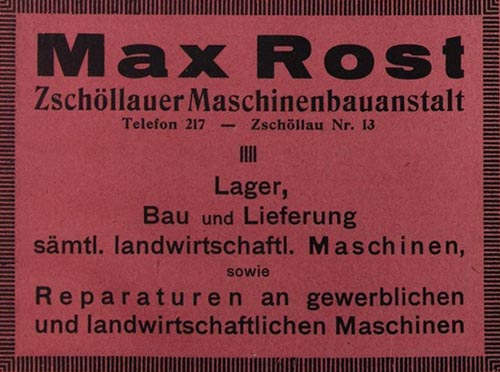 Max Rost
Zschöllauer Maschinenbauanstalt
Telefon 217 — Zschöllau Nr. 13
Lager,
Bau und Lieferung
sämtl. landwirtschaftl. Maschinen,
sowie
Reparaturen an gewerblichen
und landwirtschaftlichen Maschinen